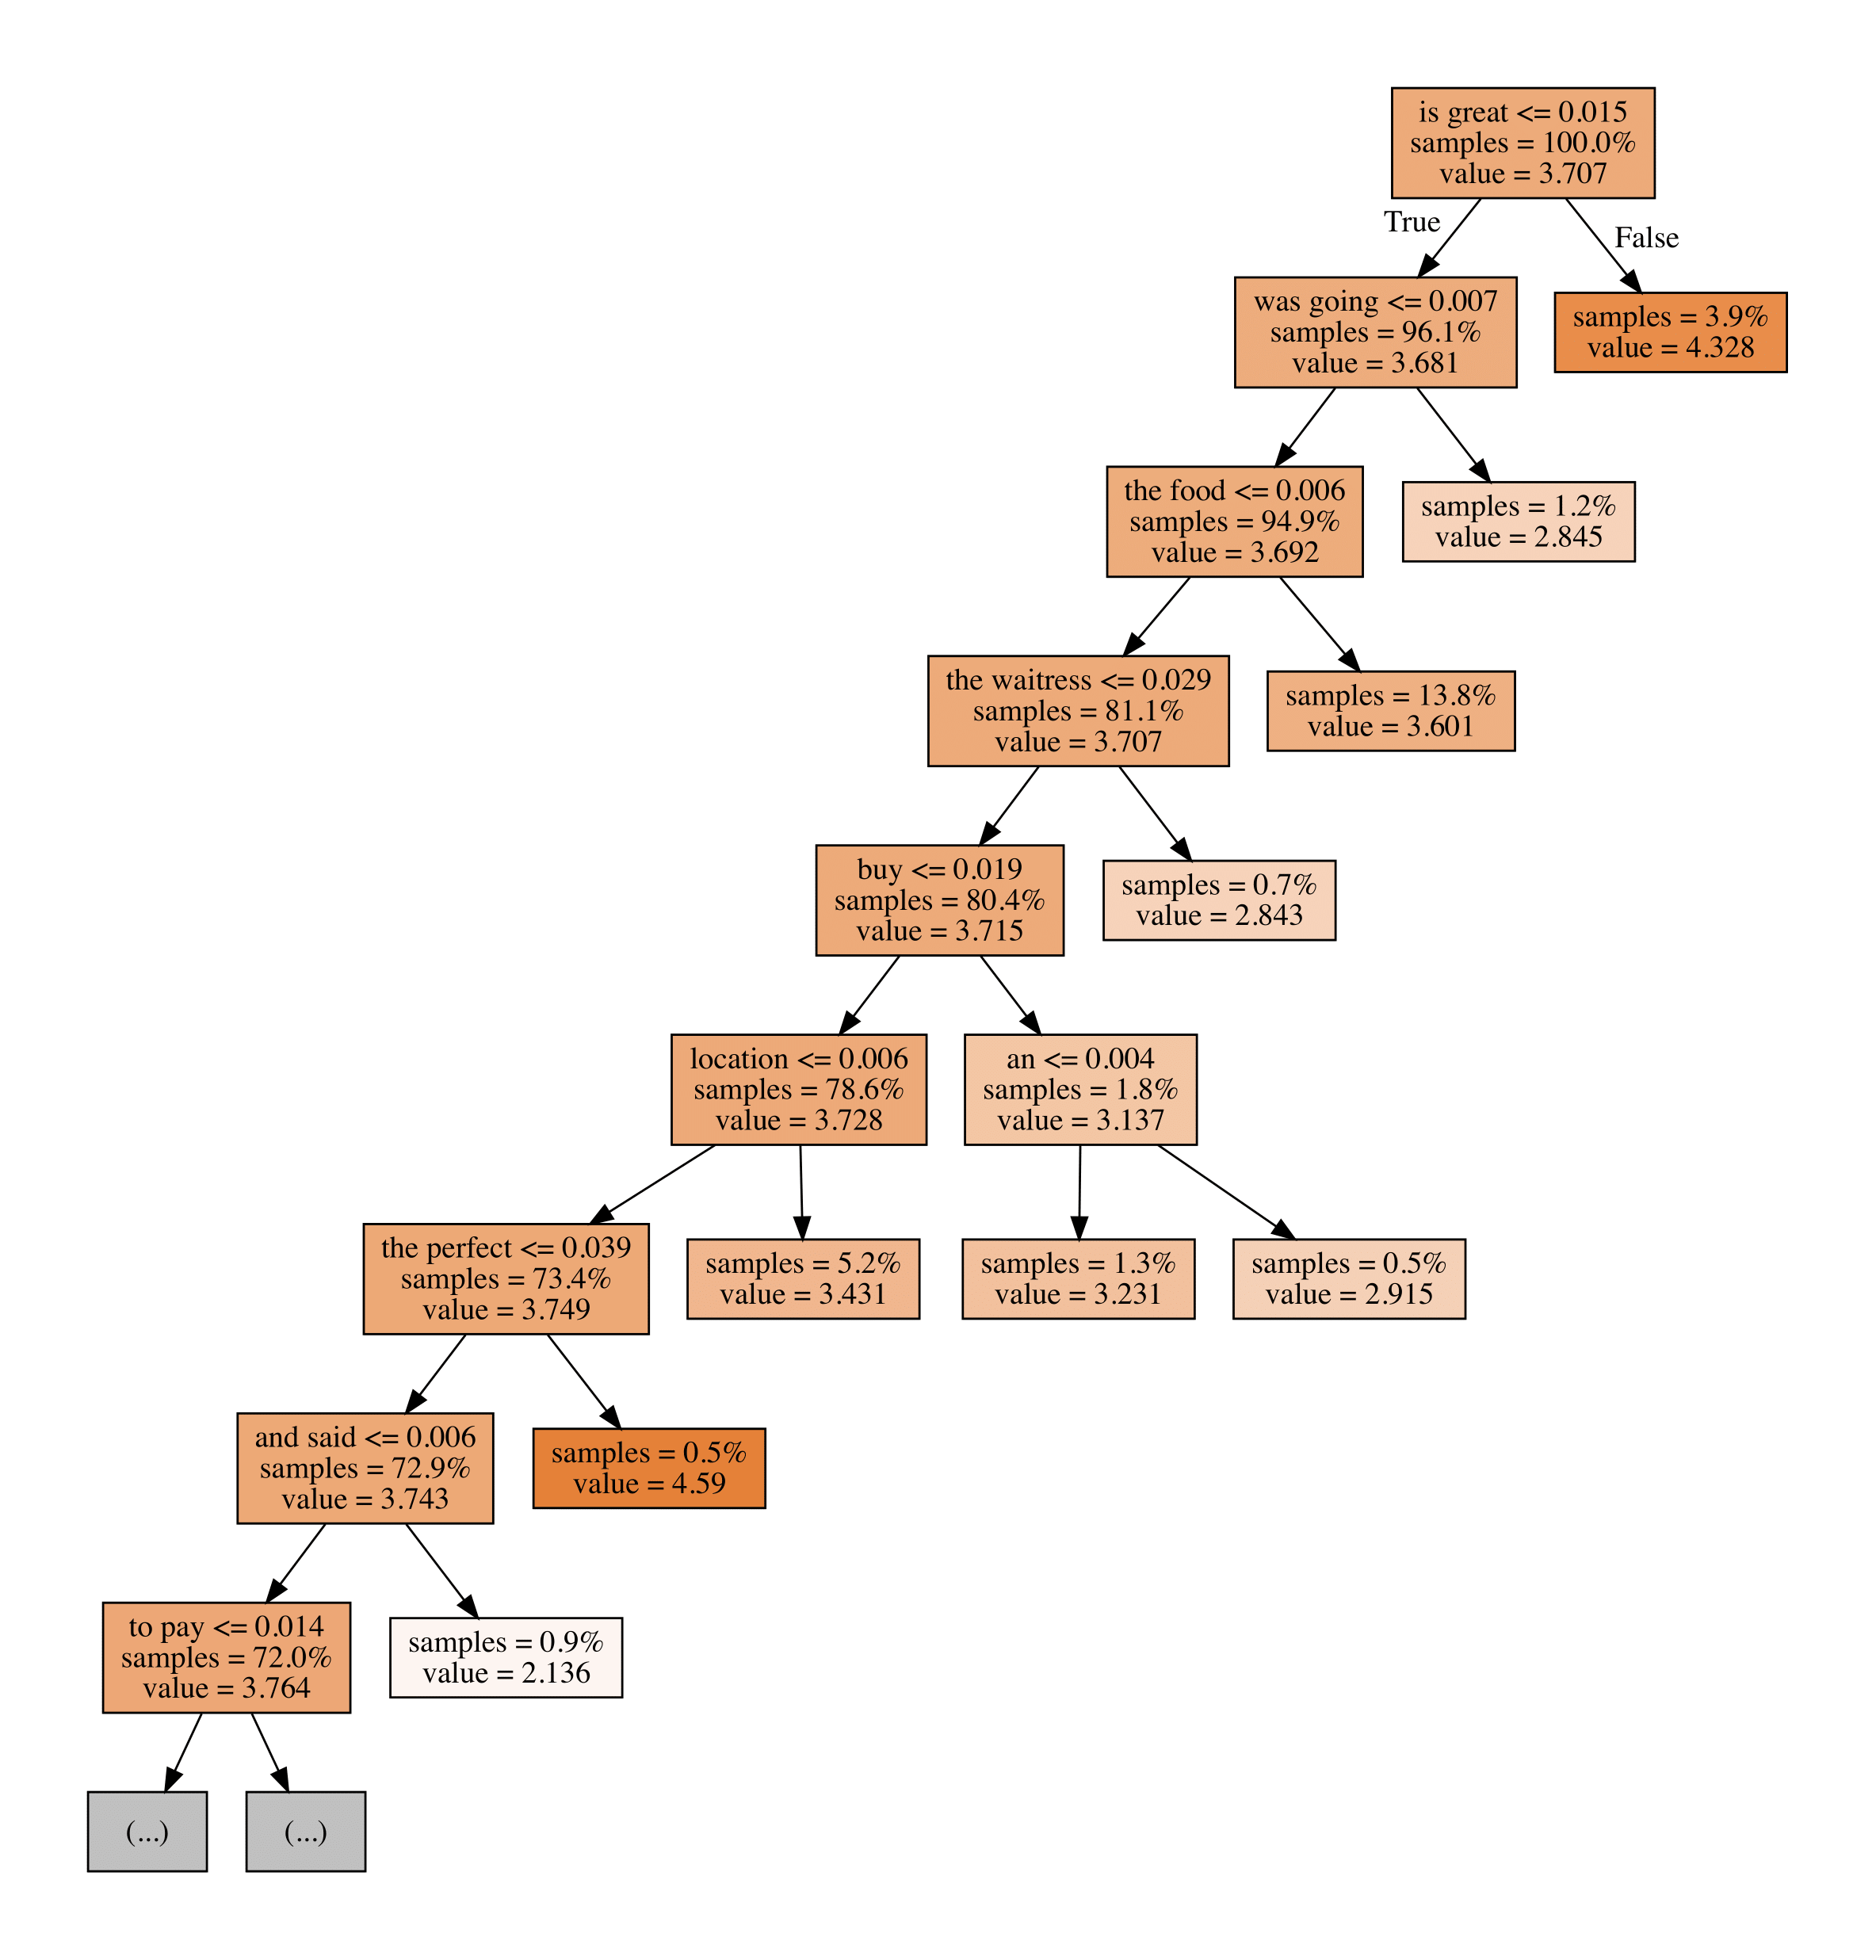 is great <= 0.015
samples = 100.0%
value = 3.707
True
False
was going <= 0.007
samples = 96.1%
value = 3.681
samples = 3.9%
value = 4.328
the food <= 0.006
samples = 94.9%
value = 3.692
samples = 1.2%
value = 2.845
the waitress <= 0.029
samples = 81.1%
value = 3.707
samples = 13.8%
value = 3.601
buy <= 0.019
samples = 80.4%
value = 3.715
samples = 0.7%
value = 2.843
location <= 0.006
samples = 78.6%
value = 3.728
an <= 0.004
samples = 1.8%
value = 3.137
the perfect <= 0.039
samples = 73.4%
value = 3.749
samples = 5.2%
value = 3.431
samples = 1.3%
value = 3.231
samples = 0.5%
value = 2.915
and said <= 0.006
samples = 72.9%
value = 3.743
samples = 0.5%
value = 4.59
to pay <= 0.014
samples = 72.0%
value = 3.764
samples = 0.9%
value = 2.136
(...)
(...)